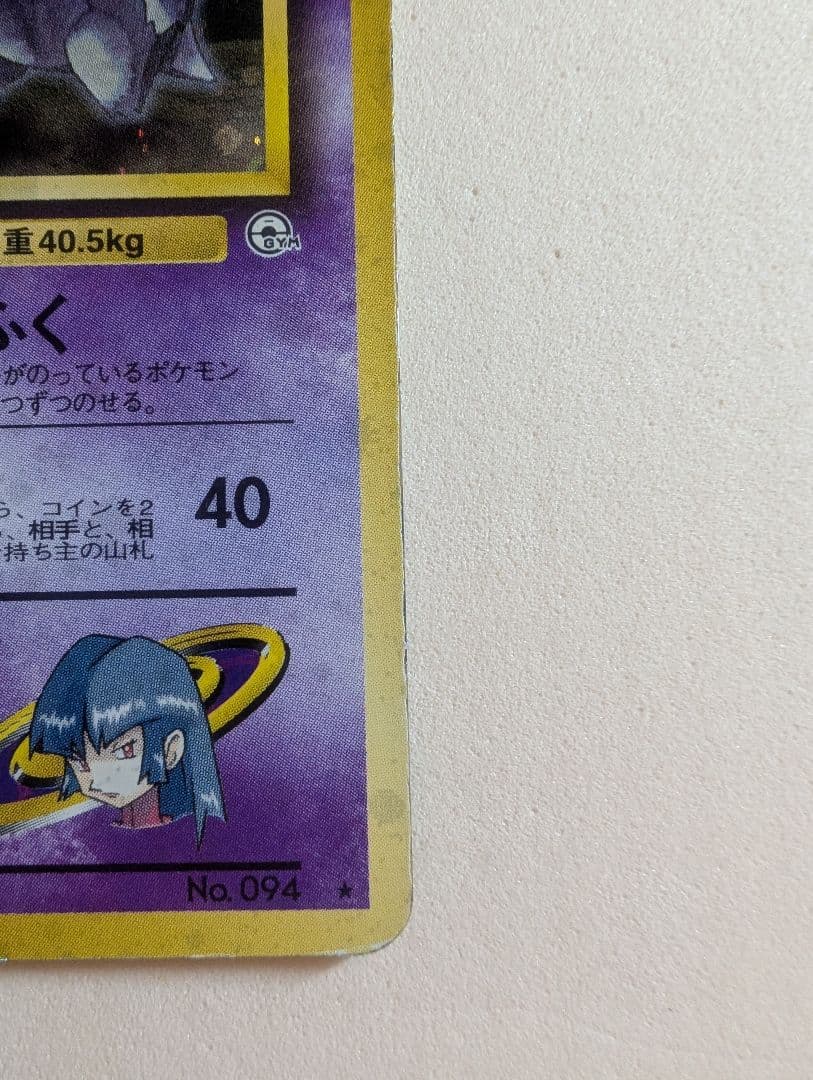 重 40.5kg
GYM
ふく
がのっているポケモン
つずつのせる。
40
ら、コインを2
、相手と、相
持ち主の山札
No. 094 ★